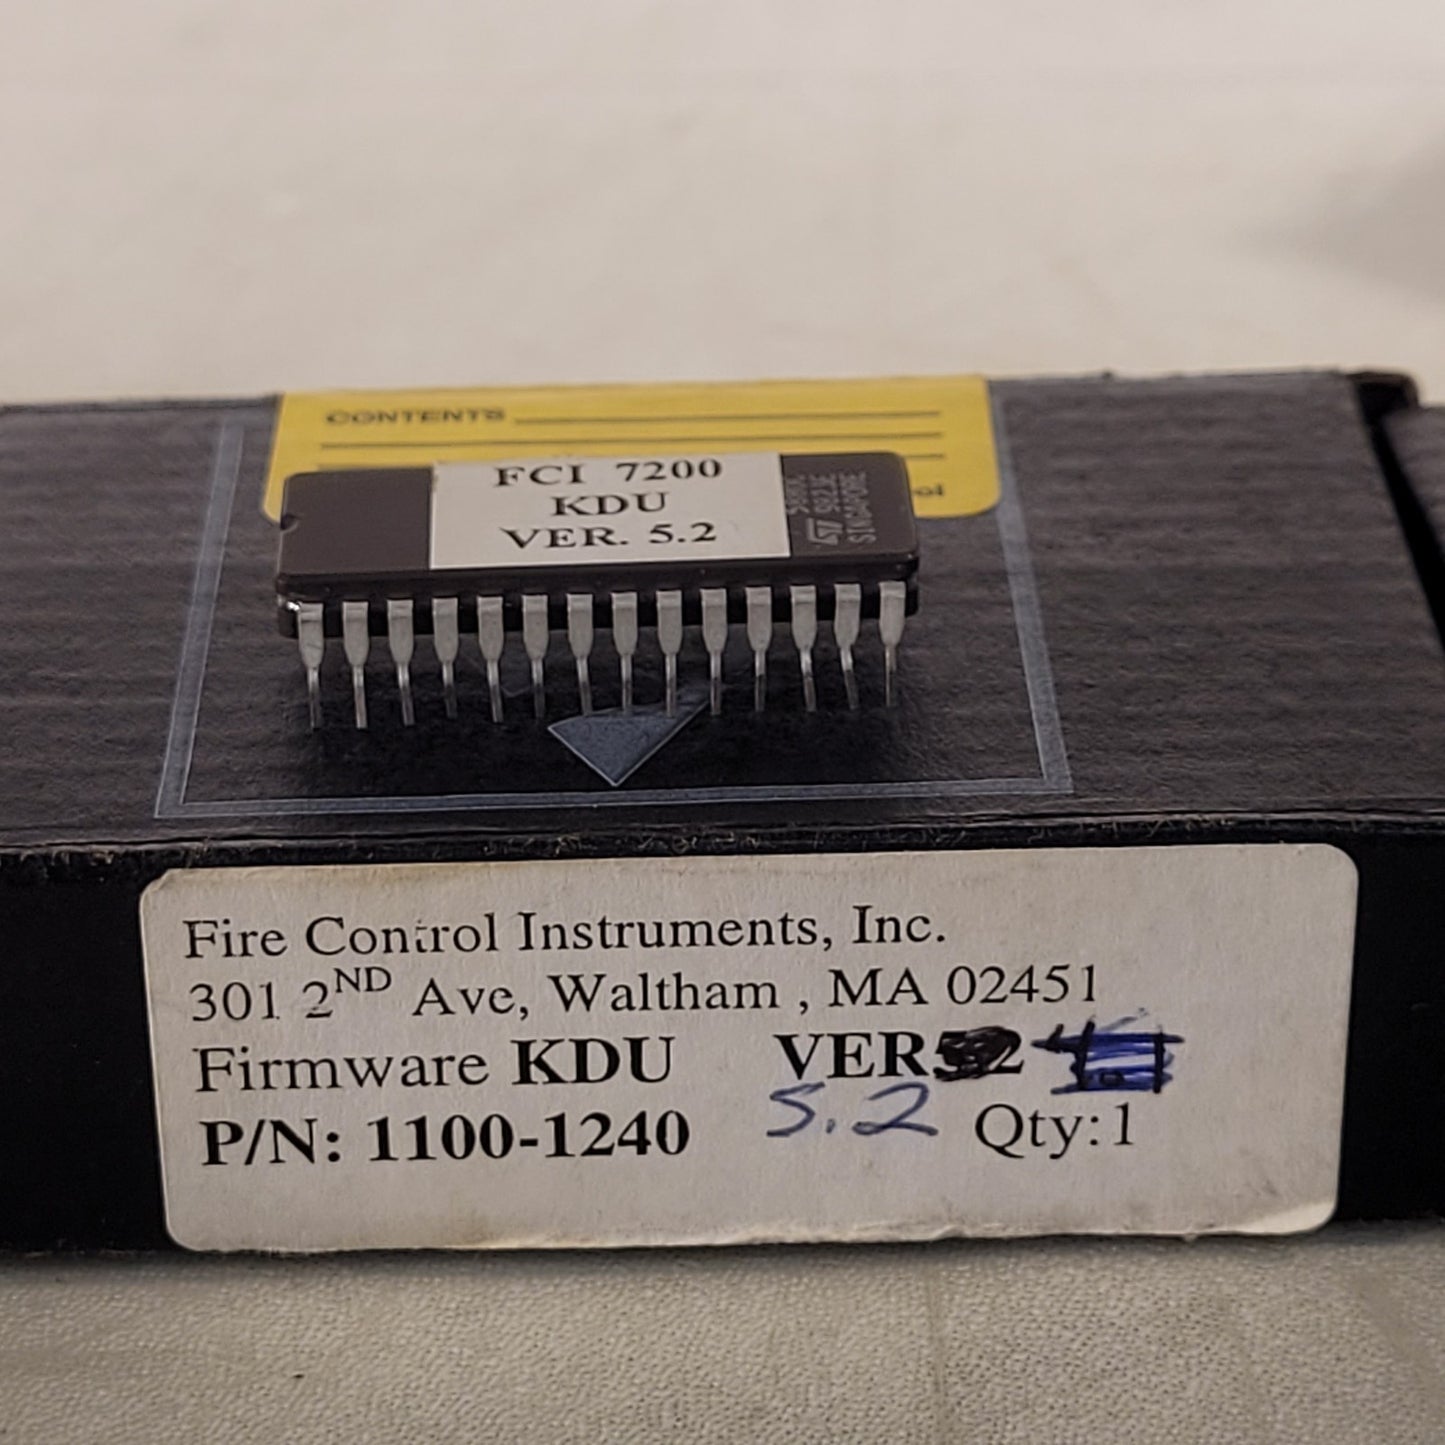 CONTENTS
FCI 7200
KDU
VER. 5.2
SINGAPORE
Fire Control Instruments, Inc.
301 2ND Ave, Waltham , MA 02451
Firmware KDU VER
P/N: 1100-1240 5.2 Qty:1